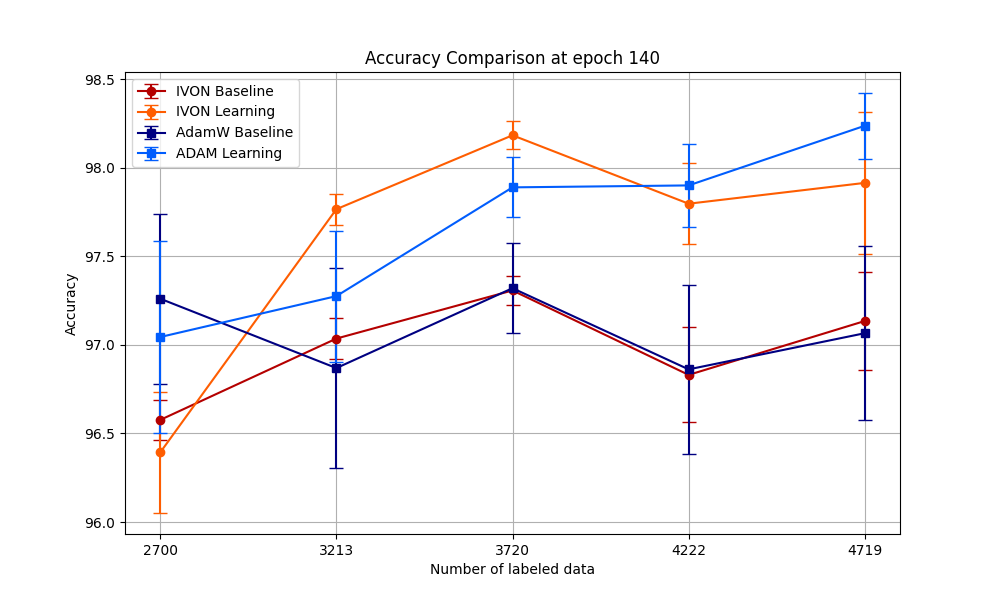 Accuracy Comparison at epoch 140
98.5
98.0
97.5
97.0
96.5
96.0
Accuracy
IVON Baseline
IVON Learning
AdamW Baseline
ADAM Learning
2700 3213 3720 4222 4719
Number of labeled data